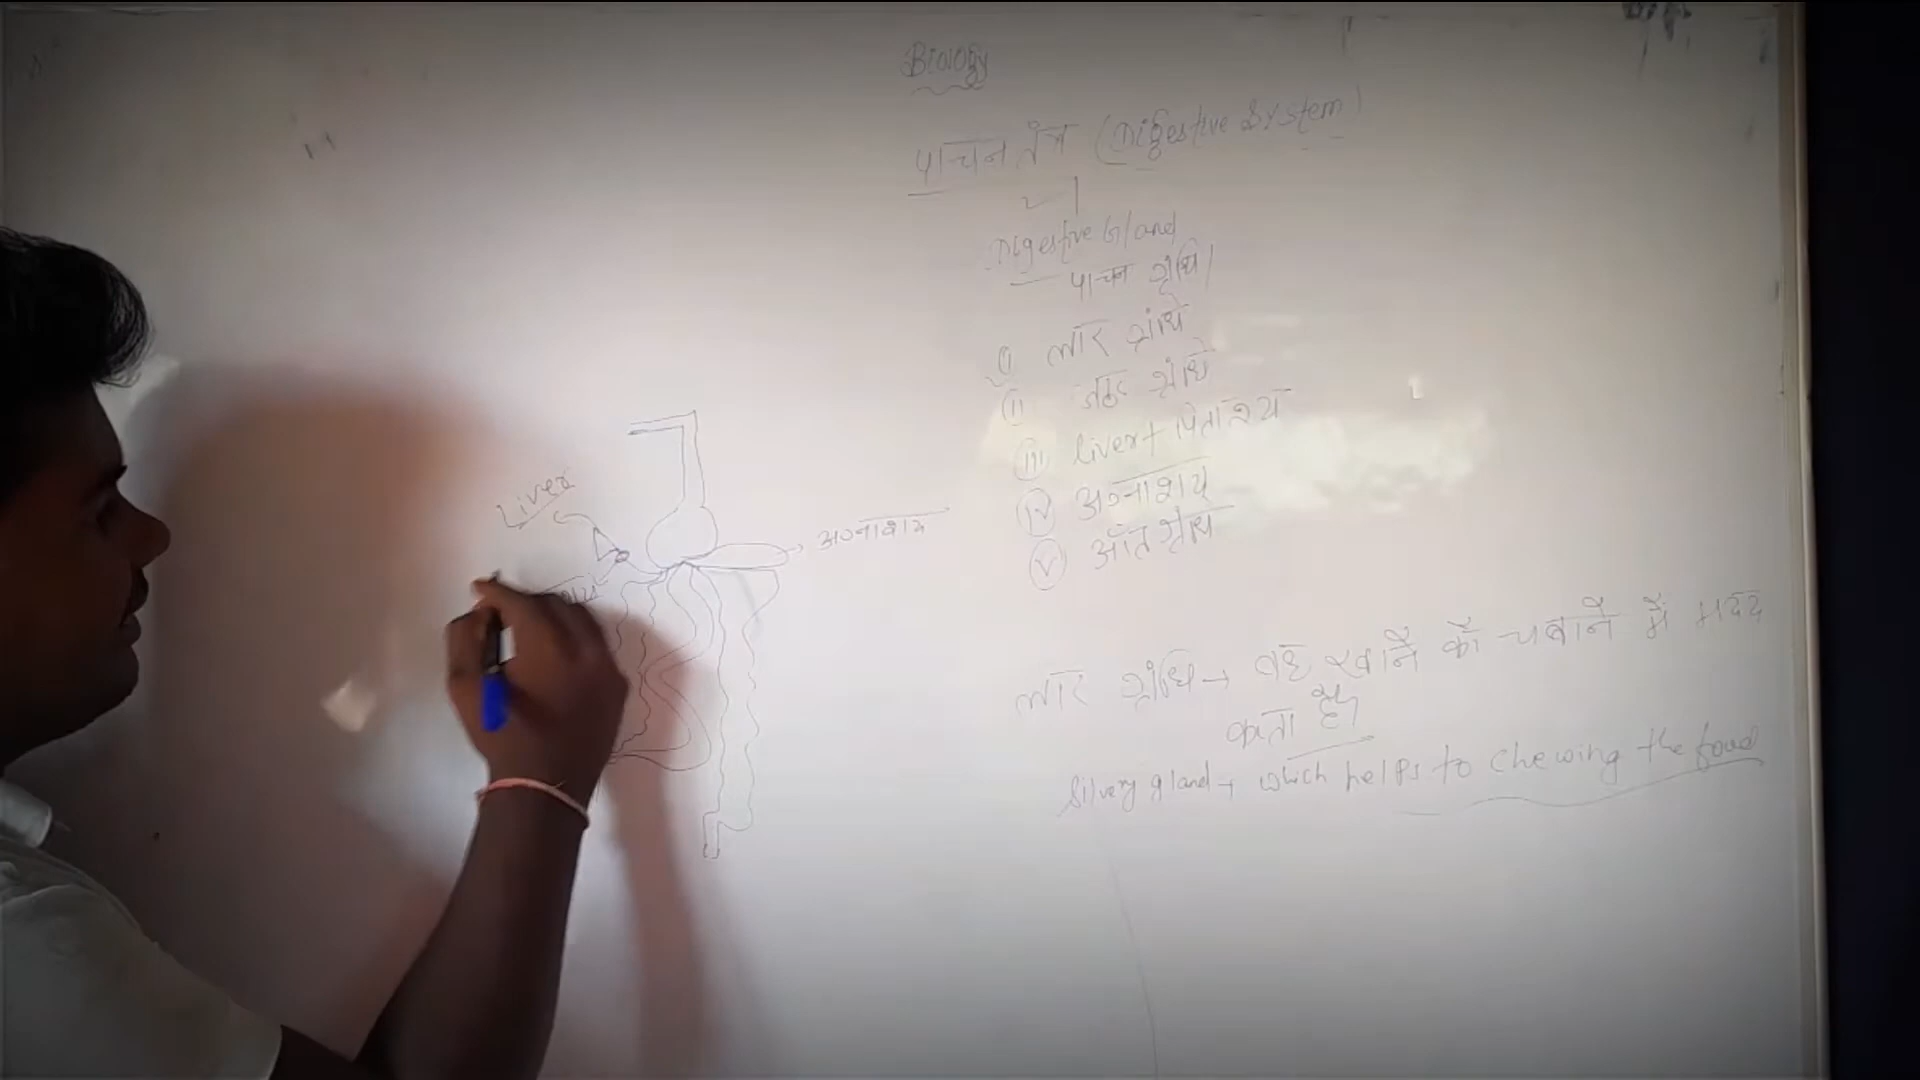 Biology
पाचन तंत्र (Digestive System)
Digestive Gland
पाचन ग्रंथि
(i) लार ग्रंथि
(ii) जठर ग्रंथि
(iii) liver + पिताशय
(iv) अग्नाशय
(v) आँत ग्रंथि
Liver
अग्नाशय
लार ग्रंथि → वह खाने को चबाने में मदद
करता है
Silvery gland → which helps to chewing the food